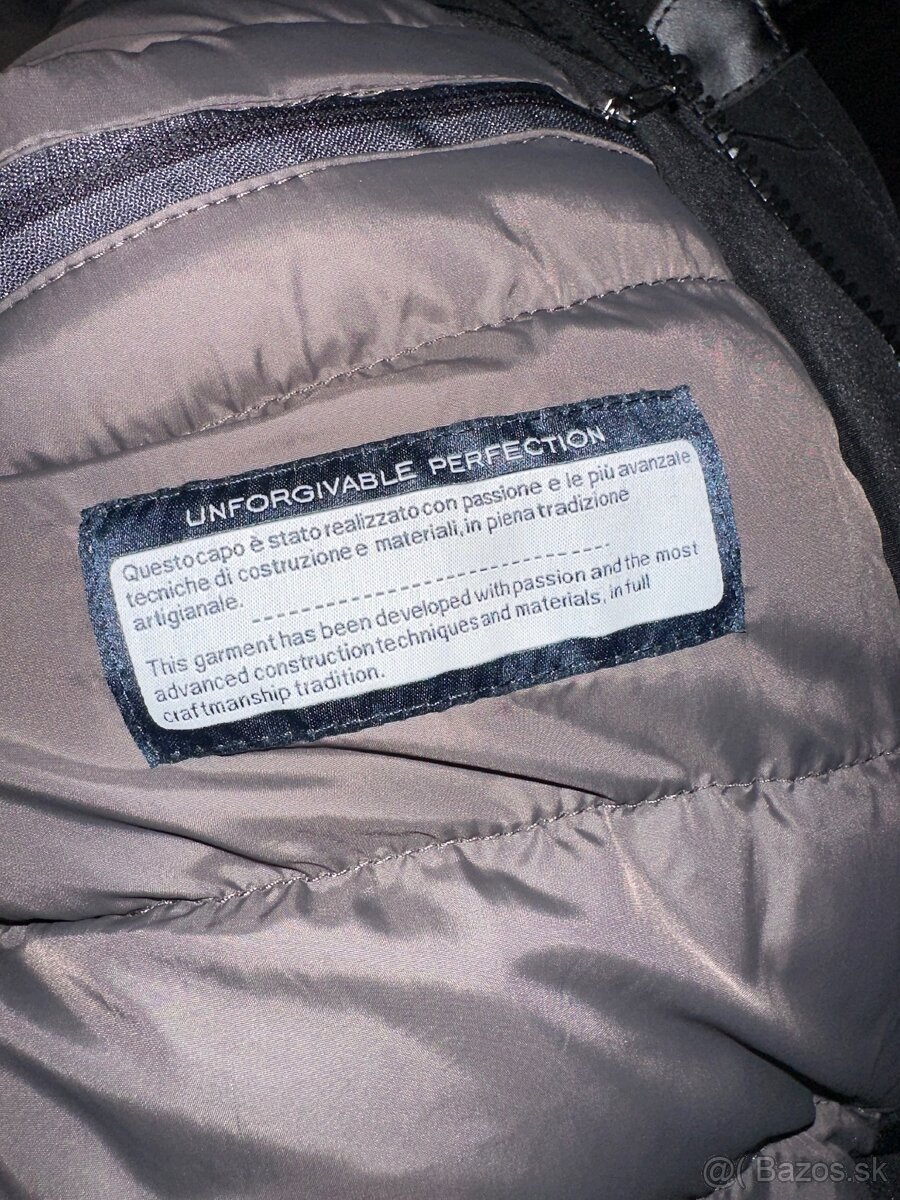 UNFORGIVABLE PERFECTION
Questo capo è stato realizzato con passione e le più avanzate
tecniche di costruzione e materiali, in piena tradizione
artigianale.
This garment has been developed with passion and the most
advanced construction techniques and materials, in full
craftmanship tradition.
@( Bazos.sk